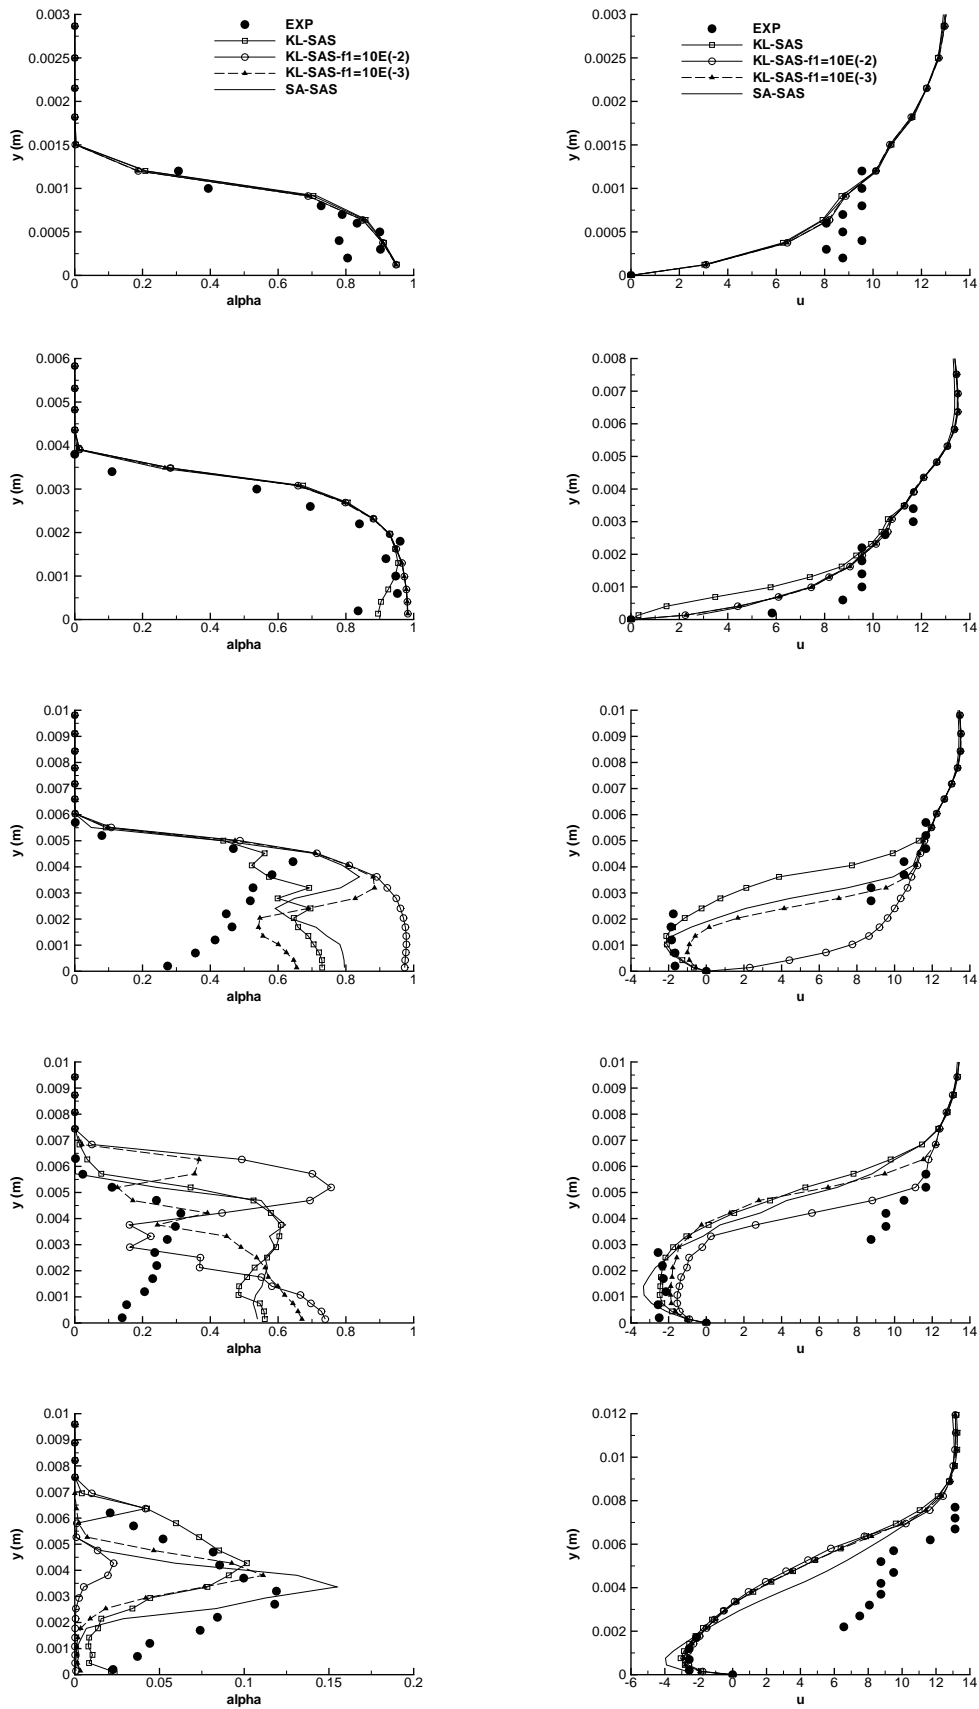 0.003
0.0025
0.002
0.0015
0.001
0.0005
0
y (m)
0 0.2 0.4 0.6 0.8 1
alpha
EXP
KL-SAS
KL-SAS-f1=10E(-2)
KL-SAS-f1=10E(-3)
SA-SAS
0.003
0.0025
0.002
0.0015
0.001
0.0005
0
y (m)
0 2 4 6 8 10 12 14
u
EXP
KL-SAS
KL-SAS-f1=10E(-2)
KL-SAS-f1=10E(-3)
SA-SAS
0.006
0.005
0.004
0.003
0.002
0.001
0
y (m)
0 0.2 0.4 0.6 0.8 1
alpha
0.008
0.007
0.006
0.005
0.004
0.003
0.002
0.001
0
y (m)
0 2 4 6 8 10 12 14
u
0.01
0.009
0.008
0.007
0.006
0.005
0.004
0.003
0.002
0.001
0
y (m)
0 0.2 0.4 0.6 0.8 1
alpha
0.01
0.009
0.008
0.007
0.006
0.005
0.004
0.003
0.002
0.001
0
y (m)
-4 -2 0 2 4 6 8 10 12 14
u
0.01
0.009
0.008
0.007
0.006
0.005
0.004
0.003
0.002
0.001
0
y (m)
0 0.2 0.4 0.6 0.8 1
alpha
0.01
0.009
0.008
0.007
0.006
0.005
0.004
0.003
0.002
0.001
0
y (m)
-4 -2 0 2 4 6 8 10 12 14
u
0.01
0.009
0.008
0.007
0.006
0.005
0.004
0.003
0.002
0.001
0
y (m)
0 0.05 0.1 0.15 0.2
alpha
0.012
0.01
0.008
0.006
0.004
0.002
0
y (m)
-6 -4 -2 0 2 4 6 8 10 12 14
u